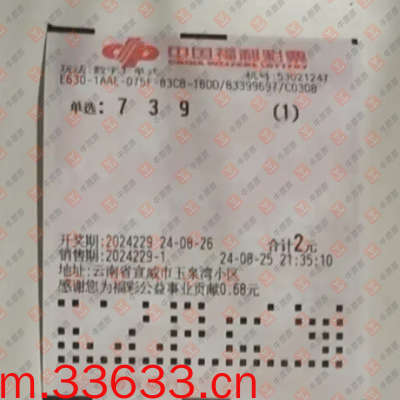 中国福利彩票
CHINA WELFARE LOTTERY
玩法:数字3-单式 机号:53021247
E630-1AAE-075F-83CB-1B0D/83399697/C0308
单选: 7 3 9 (1)
开奖期:2024229 24-08-26 合计2元
销售期:2024229-1 24-08-25 21:35:10
地址:云南省宣威市玉泉湾小区
感谢您为福彩公益事业贡献0.68元
m.33633.cn